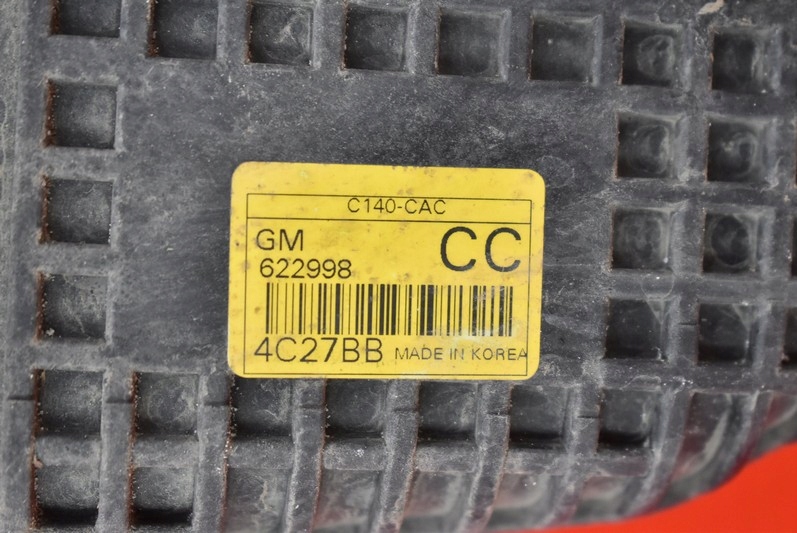 C140-CAC
GM CC
622998
4C27BB MADE IN KOREA